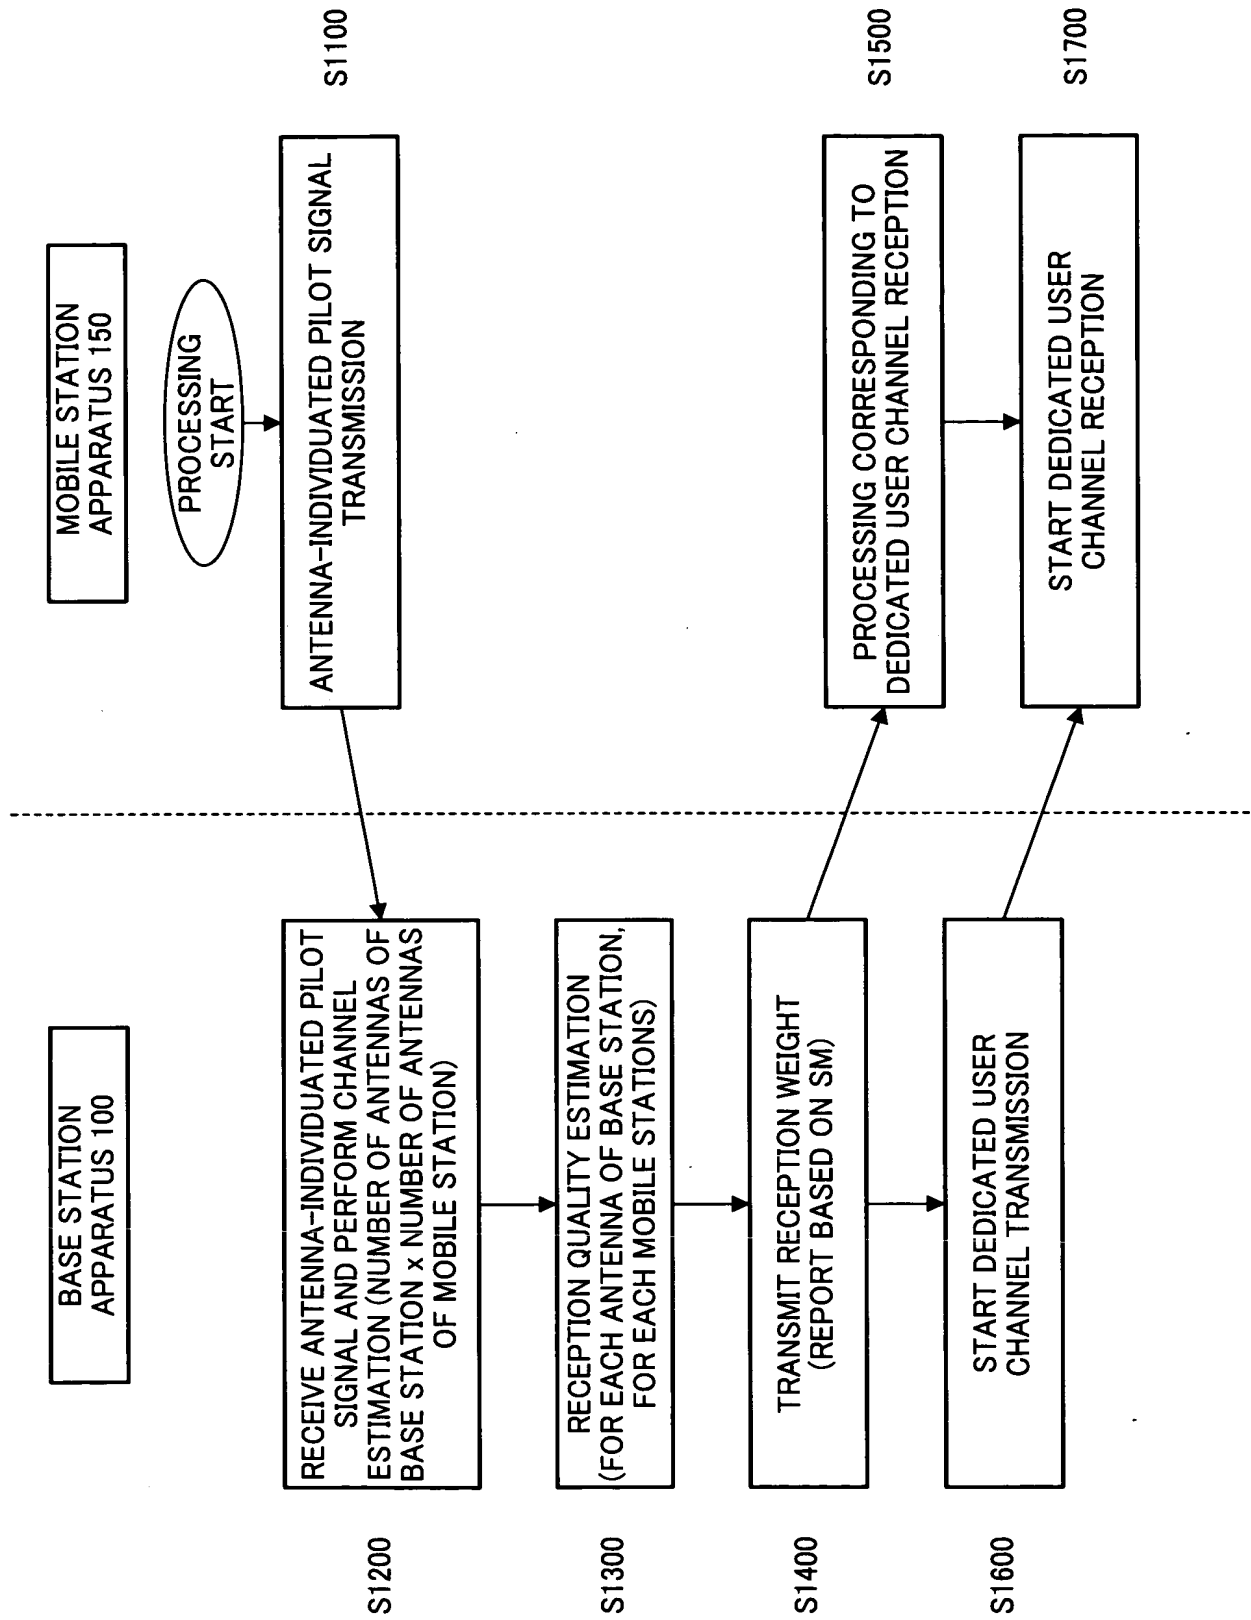 BASE STATION
APPARATUS 100
MOBILE STATION
APPARATUS 150
PROCESSING
START
ANTENNA-INDIVIDUATED PILOT SIGNAL
TRANSMISSION
S1100
S1200
RECEIVE ANTENNA-INDIVIDUATED PILOT
SIGNAL AND PERFORM CHANNEL
ESTIMATION (NUMBER OF ANTENNAS OF
BASE STATION x NUMBER OF ANTENNAS
OF MOBILE STATION)
S1300
RECEPTION QUALITY ESTIMATION
(FOR EACH ANTENNA OF BASE STATION,
FOR EACH MOBILE STATIONS)
S1400
TRANSMIT RECEPTION WEIGHT
(REPORT BASED ON SM)
PROCESSING CORRESPONDING TO
DEDICATED USER CHANNEL RECEPTION
S1500
S1600
START DEDICATED USER
CHANNEL TRANSMISSION
START DEDICATED USER
CHANNEL RECEPTION
S1700